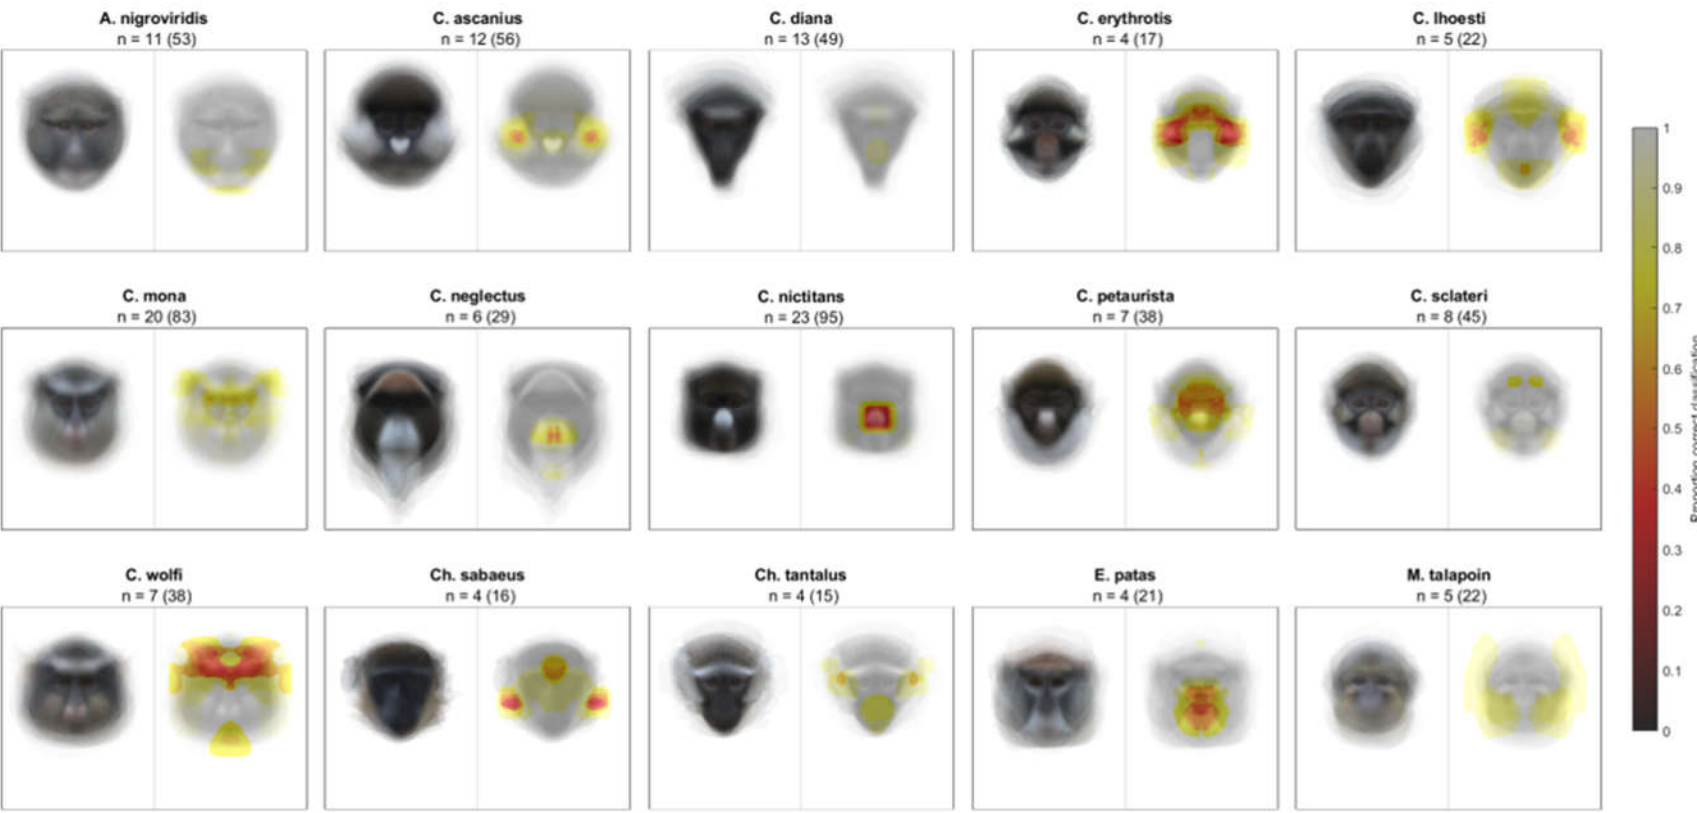 A. nigroviridis
n = 11 (53)
C. ascanius
n = 12 (56)
C. diana
n = 13 (49)
C. erythrotis
n = 4 (17)
C. lhoesti
n = 5 (22)
C. mona
n = 20 (83)
C. neglectus
n = 6 (29)
C. nictitans
n = 23 (95)
C. petaurista
n = 7 (38)
C. sclateri
n = 8 (45)
C. wolfi
n = 7 (38)
Ch. sabaeus
n = 4 (16)
Ch. tantalus
n = 4 (15)
E. patas
n = 4 (21)
M. talapoin
n = 5 (22)
1
0.9
0.8
0.7
0.6
0.5
0.4
0.3
0.2
0.1
0
Proportion correct classification